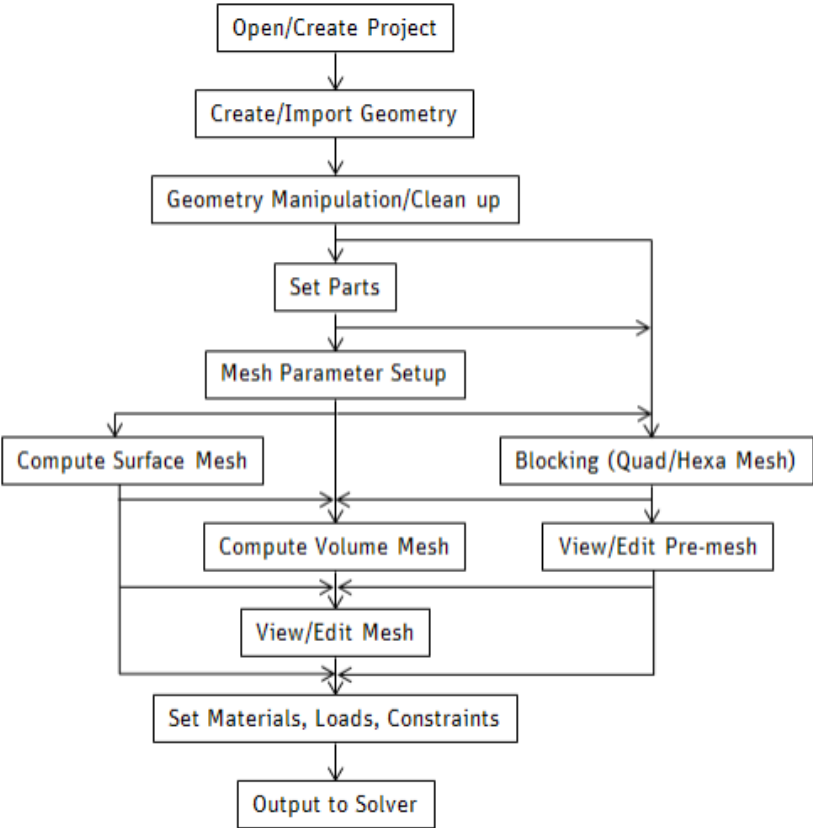 Open/Create Project
Create/Import Geometry
Geometry Manipulation/Clean up
Set Parts
Mesh Parameter Setup
Compute Surface Mesh
Blocking (Quad/Hexa Mesh)
Compute Volume Mesh
View/Edit Pre-mesh
View/Edit Mesh
Set Materials, Loads, Constraints
Output to Solver